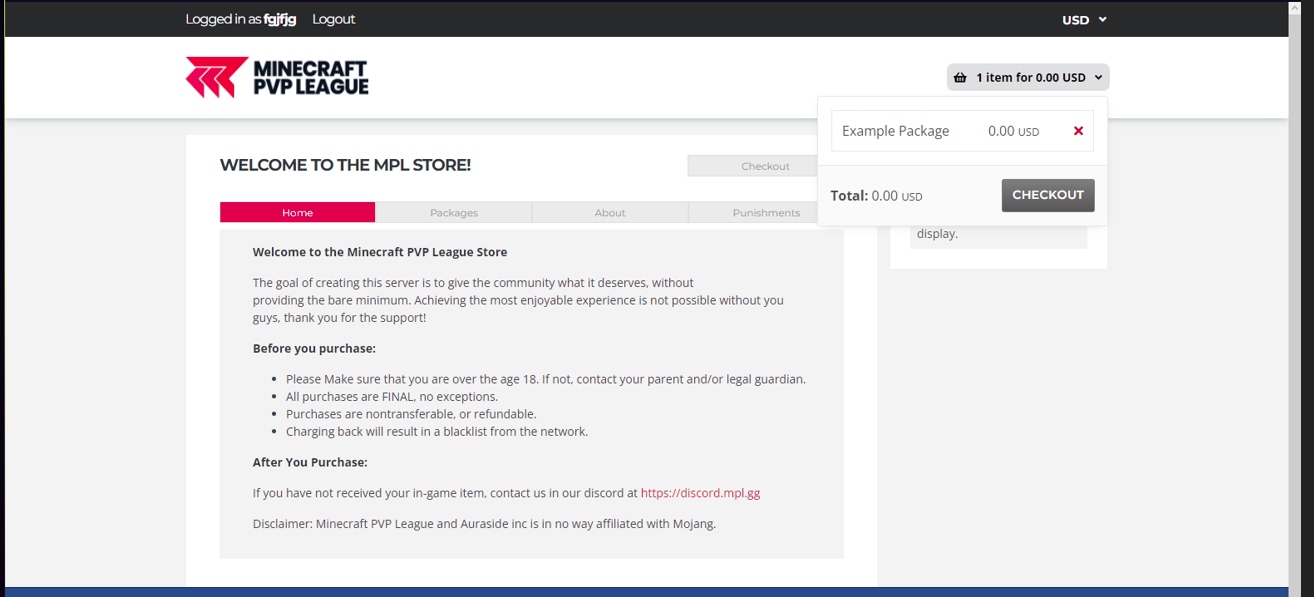 Logged in as fgjfjg Logout USD
MINECRAFT
PVP LEAGUE
1 item for 0.00 USD
Example Package 0.00 USD
Total: 0.00 USD CHECKOUT
WELCOME TO THE MPL STORE!
Checkout
Home Packages About Punishments
display.
Welcome to the Minecraft PVP League Store
The goal of creating this server is to give the community what it deserves, without
providing the bare minimum. Achieving the most enjoyable experience is not possible without you
guys, thank you for the support!
Before you purchase:
• Please Make sure that you are over the age 18. If not, contact your parent and/or legal guardian.
• All purchases are FINAL, no exceptions.
• Purchases are nontransferable, or refundable.
• Charging back will result in a blacklist from the network.
After You Purchase:
If you have not received your in-game item, contact us in our discord at https://discord.mpl.gg
Disclaimer: Minecraft PVP League and Auraside inc is in no way affiliated with Mojang.